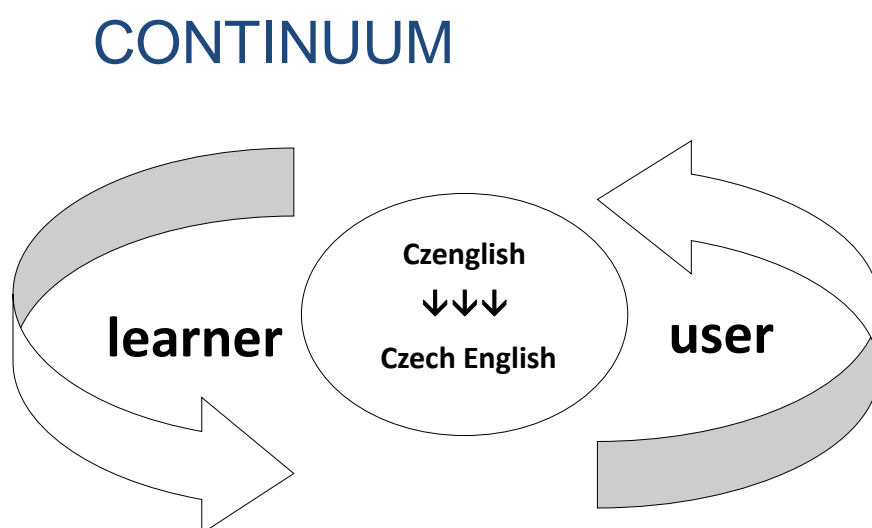 CONTINUUM
Czenglish
↓↓↓
learner
user
Czech English